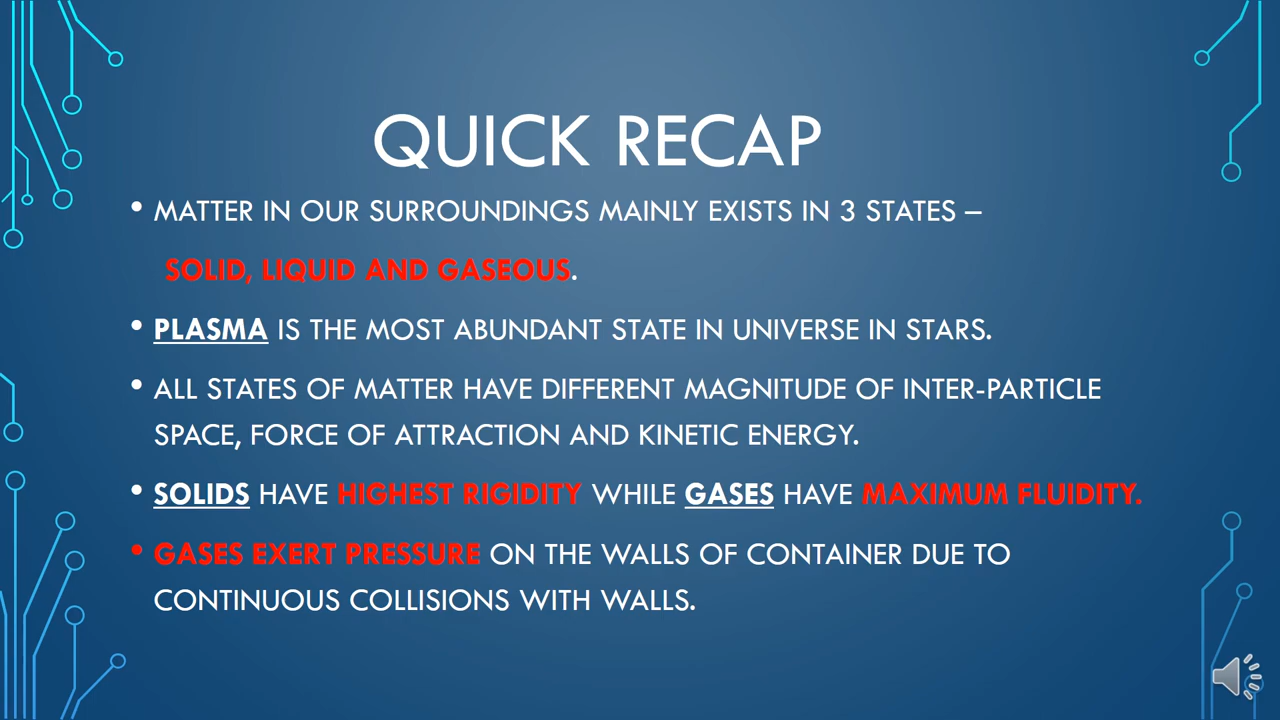 QUICK RECAP
• MATTER IN OUR SURROUNDINGS MAINLY EXISTS IN 3 STATES –
SOLID, LIQUID AND GASEOUS.
• PLASMA IS THE MOST ABUNDANT STATE IN UNIVERSE IN STARS.
• ALL STATES OF MATTER HAVE DIFFERENT MAGNITUDE OF INTER-PARTICLE
SPACE, FORCE OF ATTRACTION AND KINETIC ENERGY.
• SOLIDS HAVE HIGHEST RIGIDITY WHILE GASES HAVE MAXIMUM FLUIDITY.
• GASES EXERT PRESSURE ON THE WALLS OF CONTAINER DUE TO
CONTINUOUS COLLISIONS WITH WALLS.